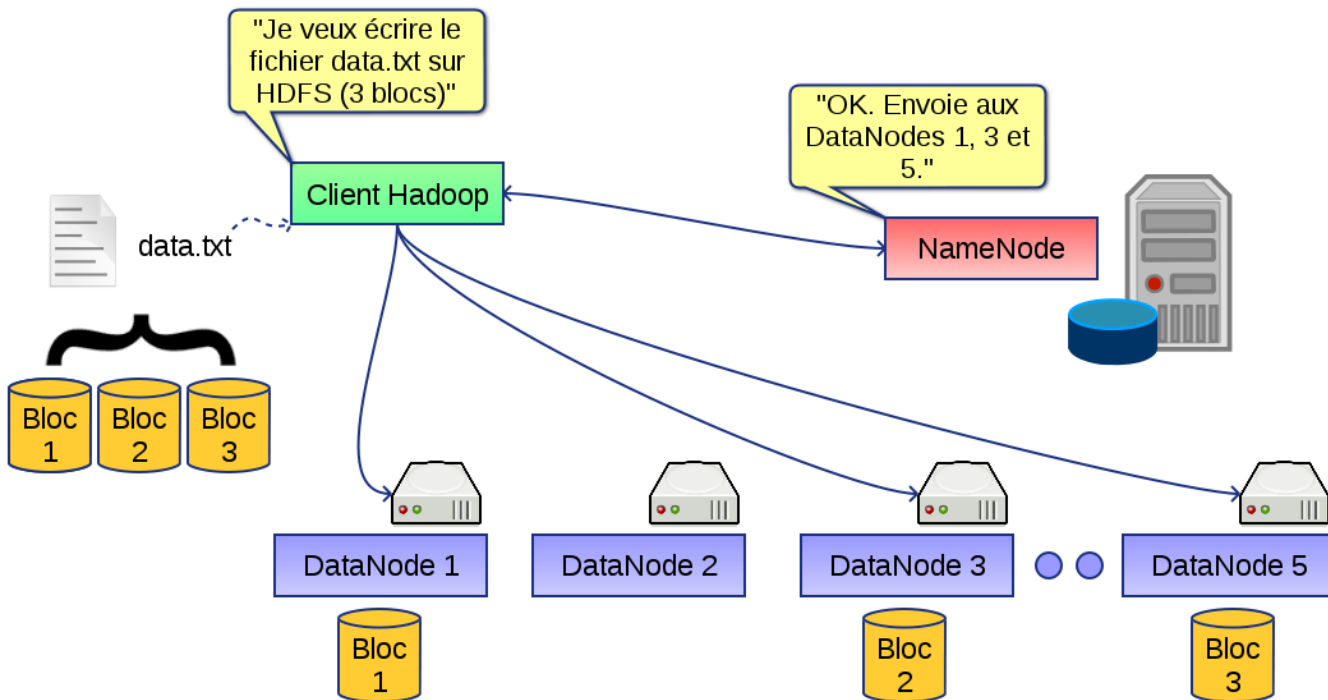 "Je veux écrire le
fichier data.txt sur
HDFS (3 blocs)"
"OK. Envoie aux
DataNodes 1, 3 et
5."
Client Hadoop
data.txt
NameNode
Bloc
1
Bloc
2
Bloc
3
DataNode 1
DataNode 2
DataNode 3
DataNode 5
Bloc
1
Bloc
2
Bloc
3